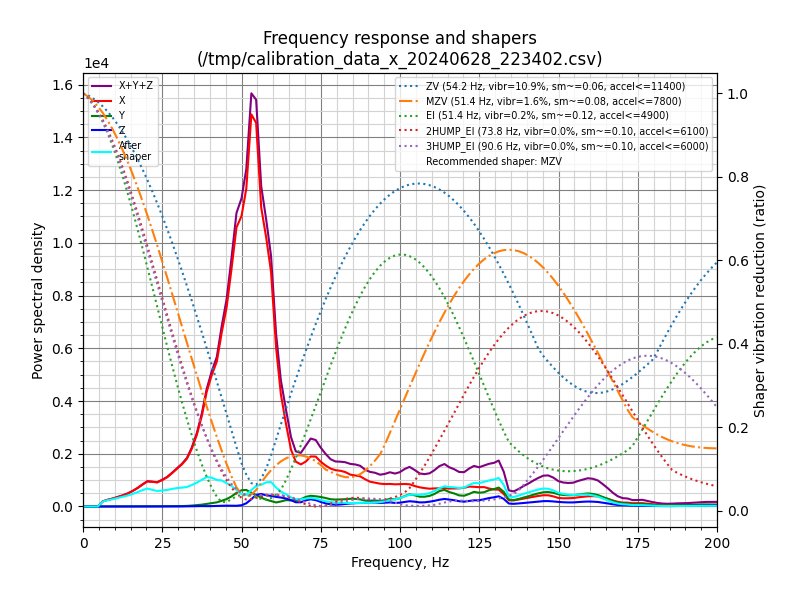 Frequency response and shapers
(/tmp/calibration_data_x_20240628_223402.csv)
1e4
X+Y+Z
X
Y
Z
After
shaper
ZV (54.2 Hz, vibr=10.9%, sm~=0.06, accel<=11400)
MZV (51.4 Hz, vibr=1.6%, sm~=0.08, accel<=7800)
EI (51.4 Hz, vibr=0.2%, sm~=0.12, accel<=4900)
2HUMP_EI (73.8 Hz, vibr=0.0%, sm~=0.10, accel<=6100)
3HUMP_EI (90.6 Hz, vibr=0.0%, sm~=0.10, accel<=6000)
Recommended shaper: MZV
Power spectral density
1.6
1.4
1.2
1.0
0.8
0.6
0.4
0.2
0.0
1.0
0.8
0.6
0.4
0.2
0.0
Shaper vibration reduction (ratio)
0 25 50 75 100 125 150 175 200
Frequency, Hz